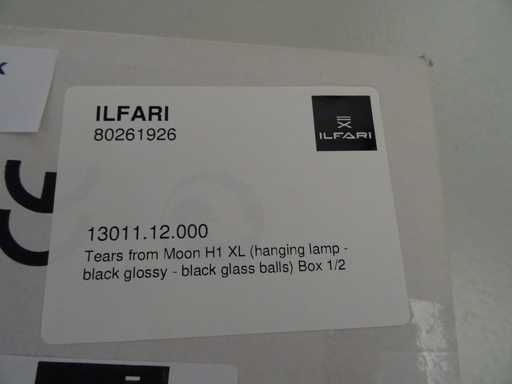 ILFARI
80261926
ILFARI
13011.12.000
Tears from Moon H1 XL (hanging lamp -
black glossy - black glass balls) Box 1/2